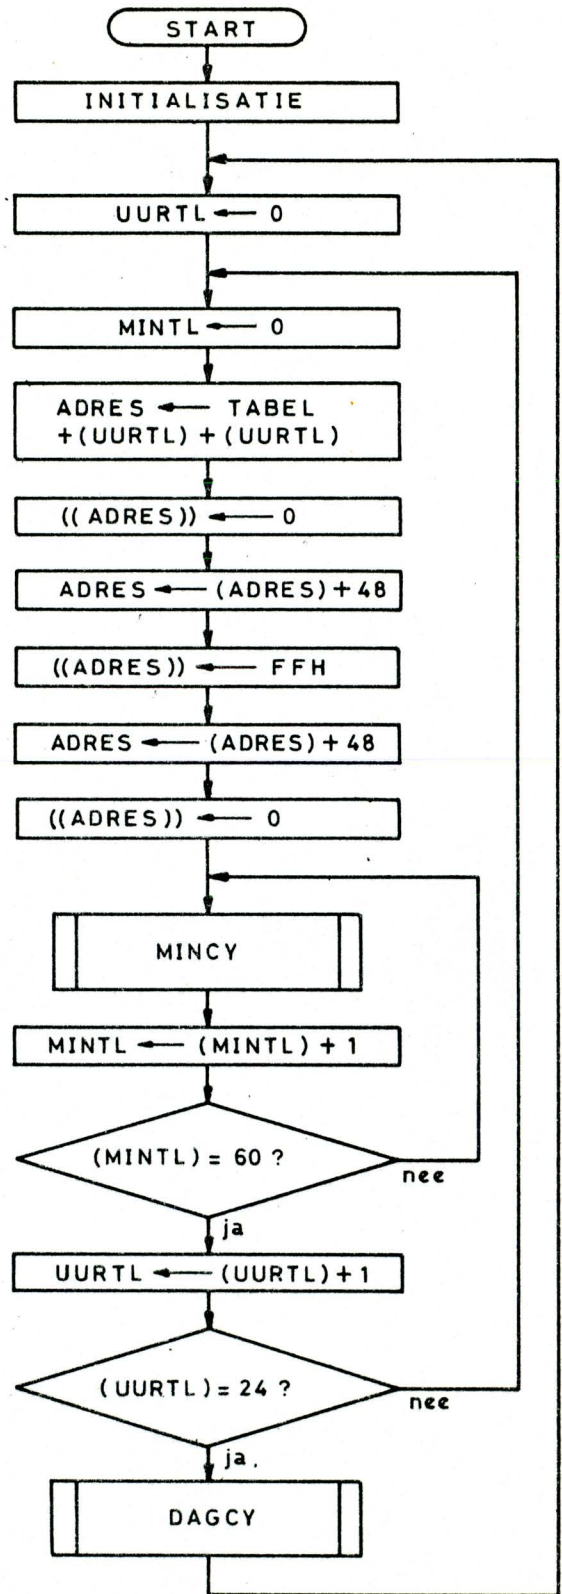 START
INITIALISATIE
UURTL ← 0
MINTL ← 0
ADRES ← TABEL
+(UURTL) + (UURTL)
((ADRES)) ← 0
ADRES ← (ADRES) + 48
((ADRES)) ← FFH
ADRES ← (ADRES) + 48
((ADRES)) ← 0
MINCY
MINTL ← (MINTL) + 1
(MINTL) = 60 ?
nee
ja
UURTL ← (UURTL) + 1
(UURTL) = 24 ?
nee
ja.
DAGCY